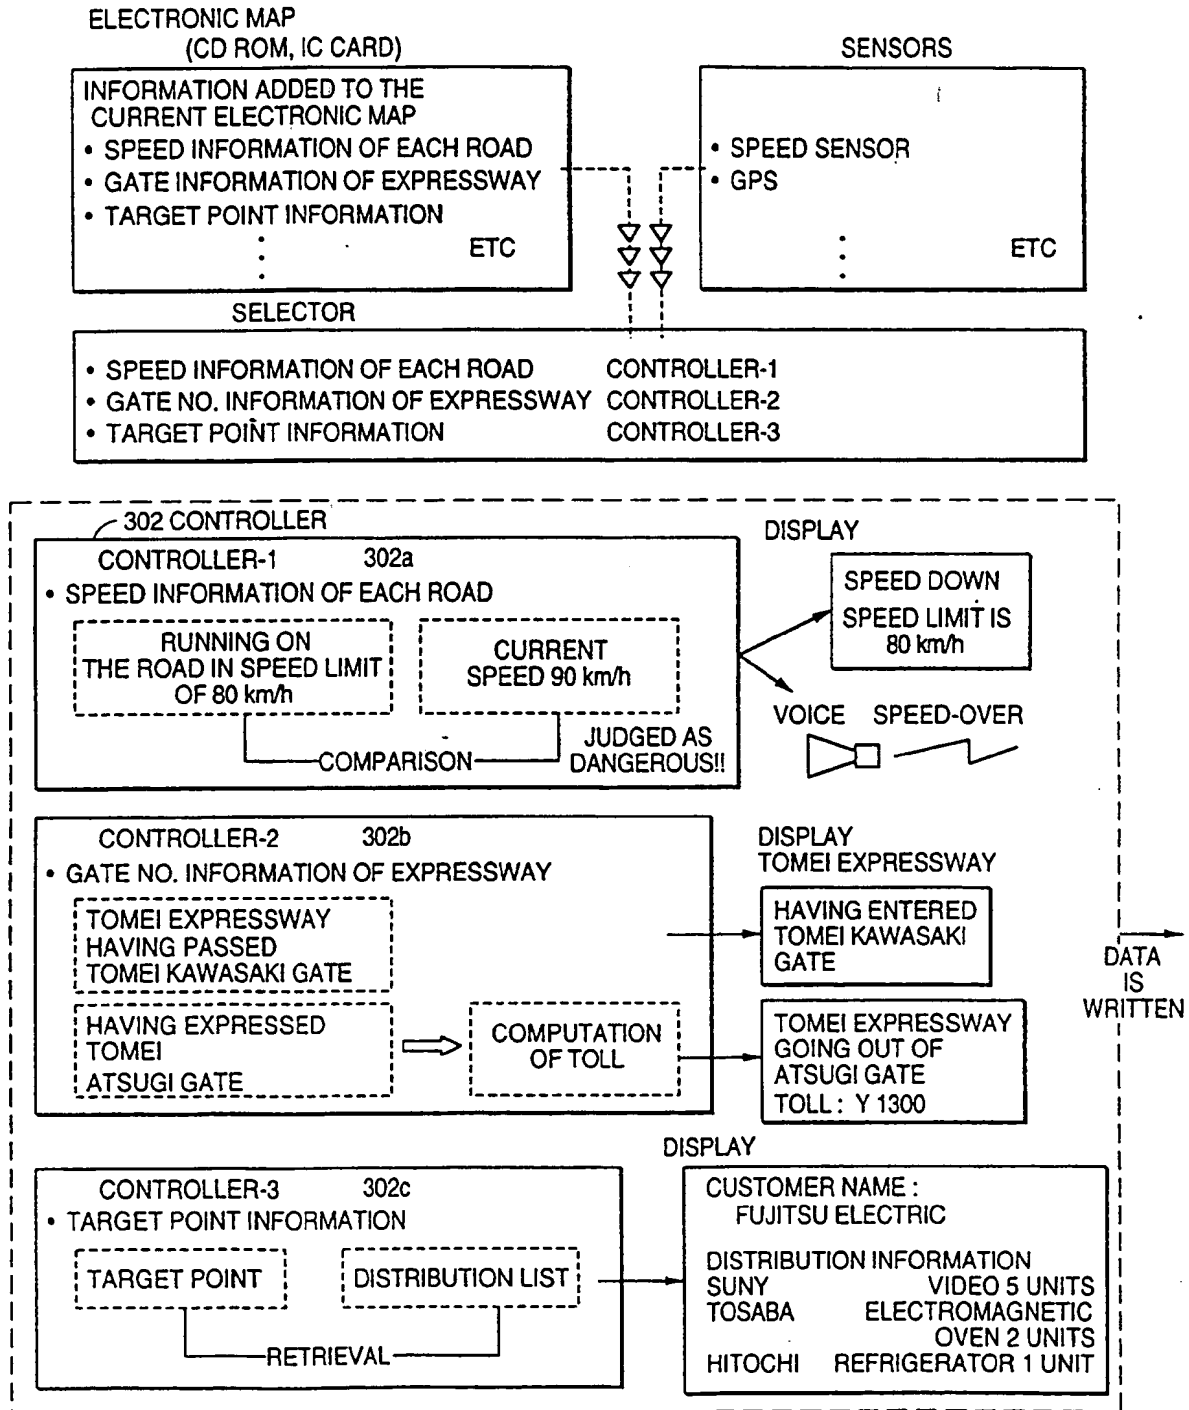 ELECTRONIC MAP
(CD ROM, IC CARD)
INFORMATION ADDED TO THE
CURRENT ELECTRONIC MAP
• SPEED INFORMATION OF EACH ROAD
• GATE INFORMATION OF EXPRESSWAY
• TARGET POINT INFORMATION
ETC
SENSORS
• SPEED SENSOR
• GPS
ETC
SELECTOR
• SPEED INFORMATION OF EACH ROAD CONTROLLER-1
• GATE NO. INFORMATION OF EXPRESSWAY CONTROLLER-2
• TARGET POINT INFORMATION CONTROLLER-3
302 CONTROLLER
CONTROLLER-1 302a
• SPEED INFORMATION OF EACH ROAD
RUNNING ON
THE ROAD IN SPEED LIMIT
OF 80 km/h
CURRENT
SPEED 90 km/h
COMPARISON
JUDGED AS
DANGEROUS!!
DISPLAY
SPEED DOWN
SPEED LIMIT IS
80 km/h
VOICE SPEED-OVER
CONTROLLER-2 302b
• GATE NO. INFORMATION OF EXPRESSWAY
TOMEI EXPRESSWAY
HAVING PASSED
TOMEI KAWASAKI GATE
HAVING EXPRESSED
TOMEI
ATSUGI GATE
COMPUTATION
OF TOLL
DISPLAY
TOMEI EXPRESSWAY
HAVING ENTERED
TOMEI KAWASAKI
GATE
TOMEI EXPRESSWAY
GOING OUT OF
ATSUGI GATE
TOLL : Y 1300
DATA
IS
WRITTEN
CONTROLLER-3 302c
• TARGET POINT INFORMATION
TARGET POINT
DISTRIBUTION LIST
RETRIEVAL
DISPLAY
CUSTOMER NAME :
FUJITSU ELECTRIC
DISTRIBUTION INFORMATION
SUNY VIDEO 5 UNITS
TOSABA ELECTROMAGNETIC
OVEN 2 UNITS
HITOCHI REFRIGERATOR 1 UNIT